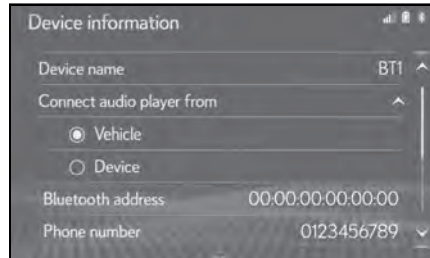 Device information
Device name BT1
Connect audio player from
Vehicle
Device
Bluetooth address 00:00:00:00:00:00
Phone number 0123456789